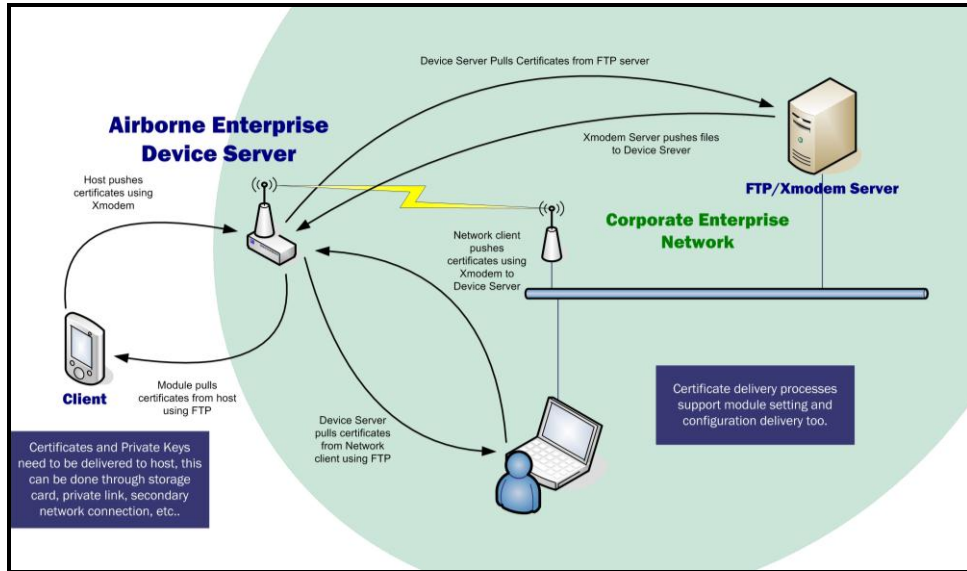 Device Server Pulls Certificates from FTP server
Airborne Enterprise
Device Server
Xmodem Server pushes files
to Device Srever
Host pushes
certificates using
Xmodem
FTP/Xmodem Server
Corporate Enterprise
Network
Network client
pushes
certificates using
Xmodem to
Device Server
Client
Module pulls
certificates from host
using FTP
Device Server
pulls certificates
from Network
client using FTP
Certificate delivery processes
support module setting and
configuration delivery too.
Certificates and Private Keys
need to be delivered to host, this
can be done through storage
card, private link, secondary
network connection, etc..